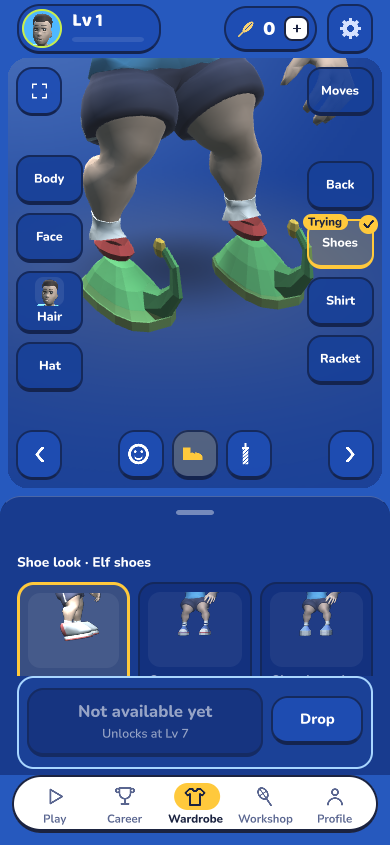 Lv 1
0
+
Moves
Body
Back
Trying
Face
Shoes
Hair
Shirt
Hat
Racket
Shoe look · Elf shoes
Not available yet
Unlocks at Lv 7
Drop
Play
Career
Wardrobe
Workshop
Profile